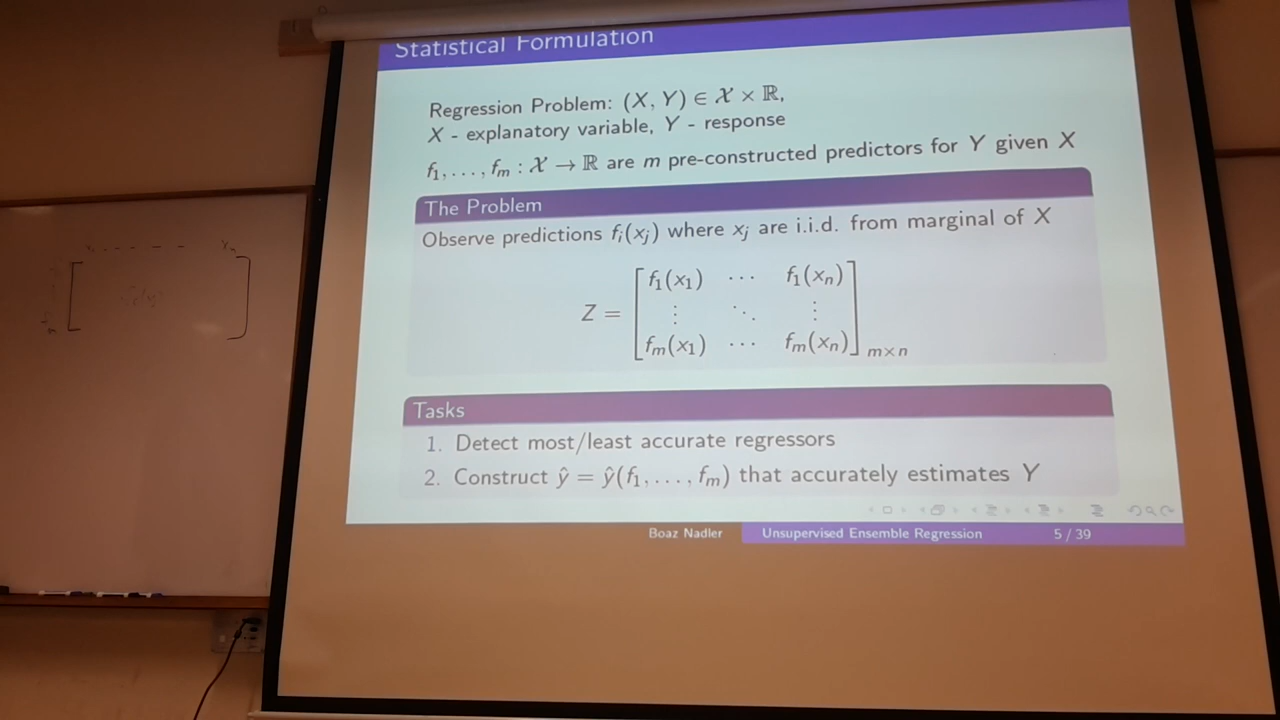 Statistical Formulation
Regression Problem: (X, Y) ∈ 𝒳 × ℝ,
X - explanatory variable, Y - response
f₁, . . . , fₘ : 𝒳 → ℝ are m pre-constructed predictors for Y given X
The Problem
Observe predictions fᵢ(xⱼ) where xⱼ are i.i.d. from marginal of X
f₁(x₁) ⋯ f₁(xₙ)
Z = ⋮ ⋱ ⋮
fₘ(x₁) ⋯ fₘ(xₙ) m×n
Tasks
1. Detect most/least accurate regressors
2. Construct ŷ = ŷ(f₁, . . . , fₘ) that accurately estimates Y
Boaz Nadler Unsupervised Ensemble Regression 5 / 39